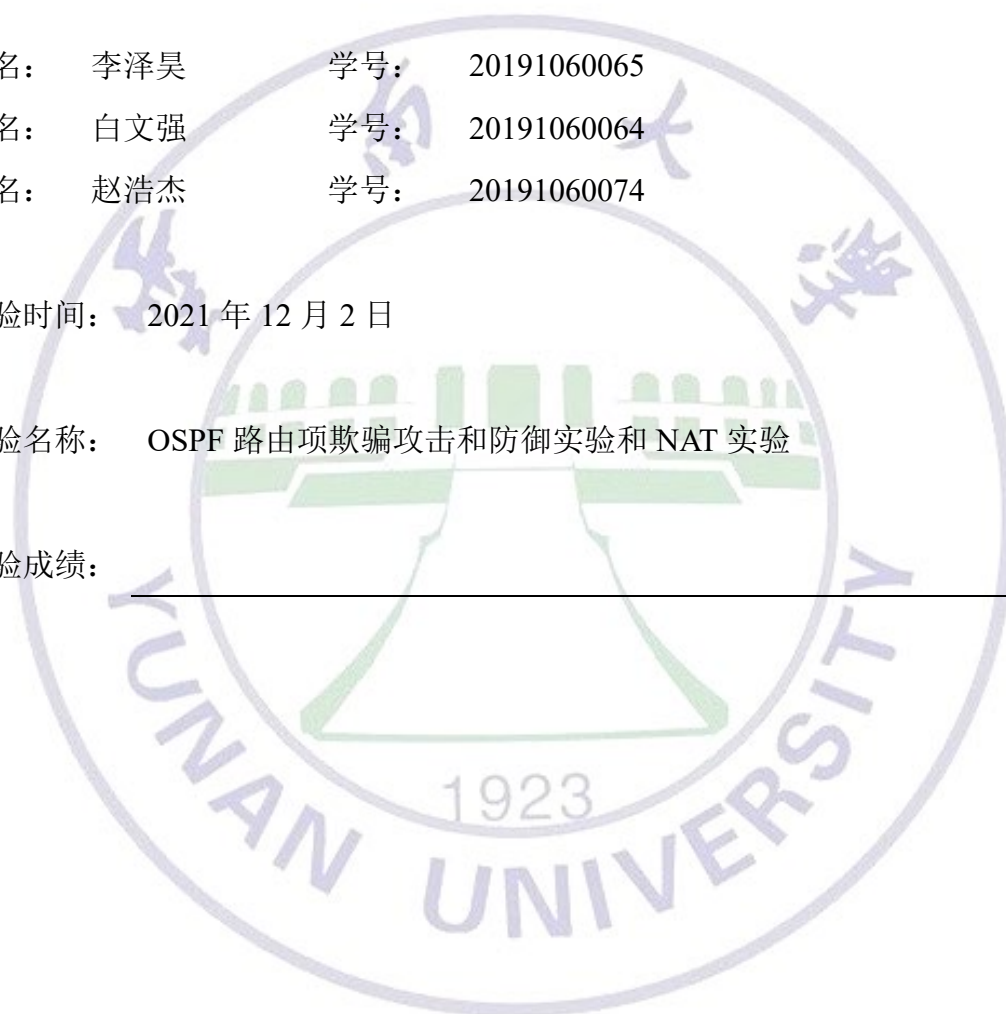 名： 李泽昊 学号： 20191060065
名： 白文强 学号： 20191060064
名： 赵浩杰 学号： 20191060074
验时间： 2021 年 12 月 2 日
验名称： OSPF 路由项欺骗攻击和防御实验和 NAT 实验
验成绩：
大
1923
YUNAN UNIVERSITY